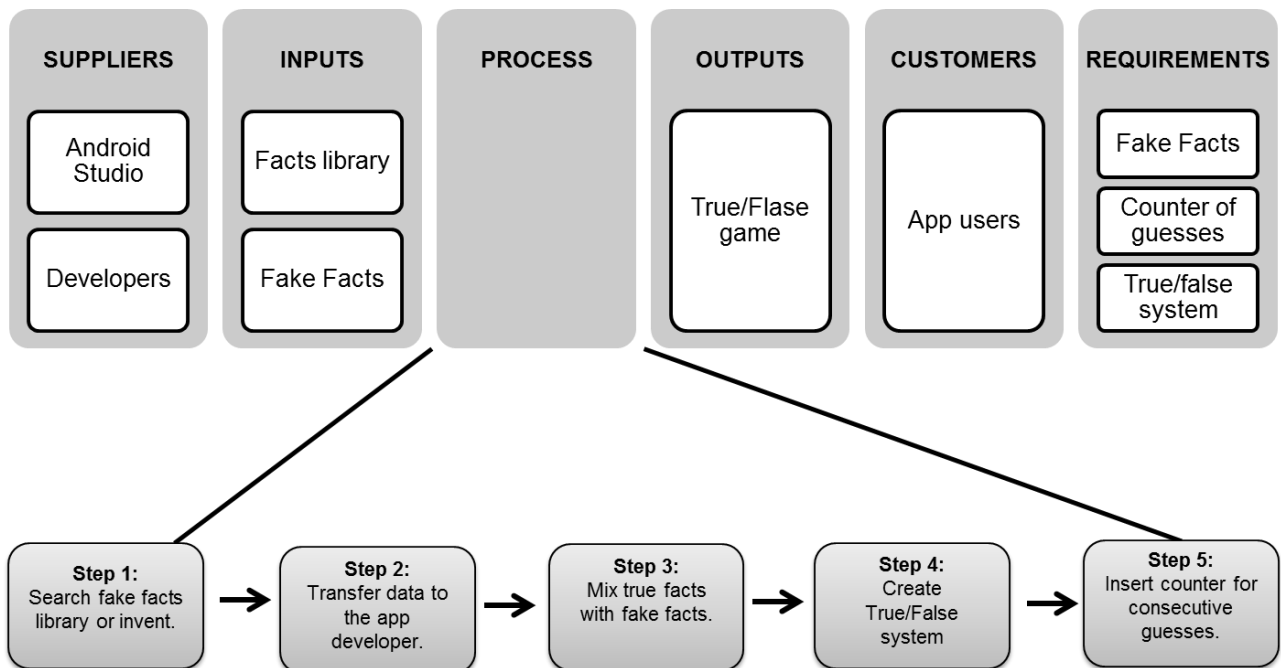 SUPPLIERS
Android
Studio
Developers
INPUTS
Facts library
Fake Facts
PROCESS
OUTPUTS
True/Flase
game
CUSTOMERS
App users
REQUIREMENTS
Fake Facts
Counter of
guesses
True/false
system
Step 1:
Search fake facts
library or invent.
Step 2:
Transfer data to
the app
developer.
Step 3:
Mix true facts
with fake facts.
Step 4:
Create
True/False
system
Step 5:
Insert counter for
consecutive
guesses.